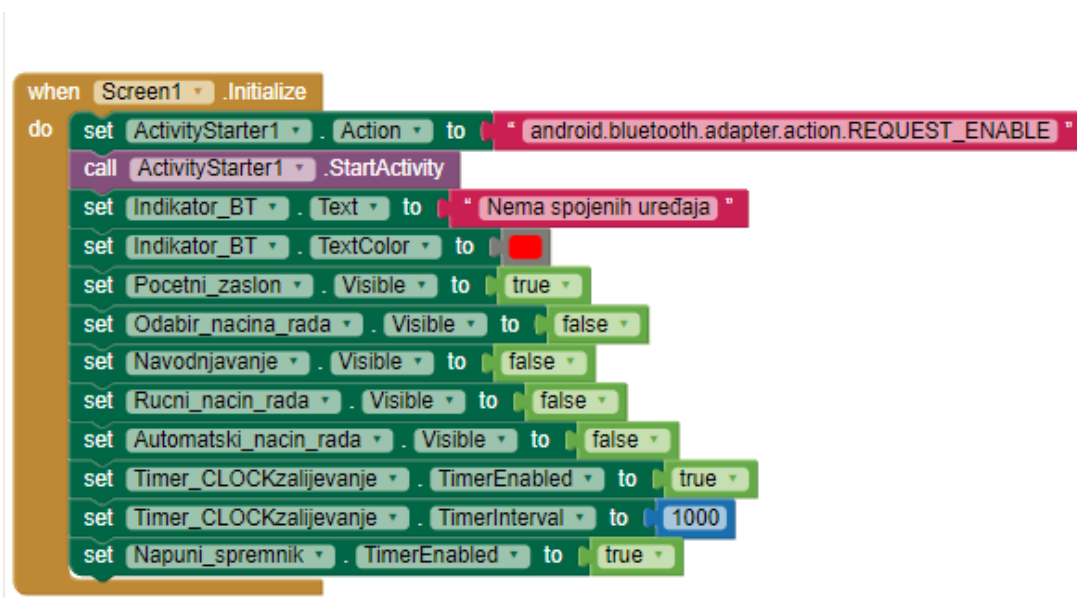 when Screen1 .Initialize
do set ActivityStarter1 . Action to " android.bluetooth.adapter.action.REQUEST_ENABLE "
call ActivityStarter1 .StartActivity
set Indikator_BT . Text to " Nema spojenih uređaja "
set Indikator_BT . TextColor to
set Pocetni_zaslon . Visible to true
set Odabir_nacina_rada . Visible to false
set Navodnjavanje . Visible to false
set Rucni_nacin_rada . Visible to false
set Automatski_nacin_rada . Visible to false
set Timer_CLOCKzalijevanje . TimerEnabled to true
set Timer_CLOCKzalijevanje . TimerInterval to 1000
set Napuni_spremnik . TimerEnabled to true